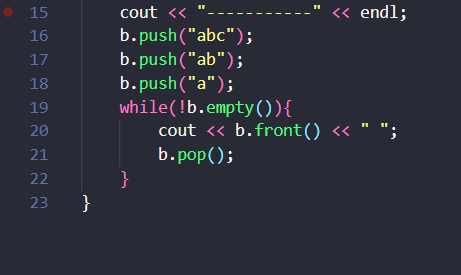 15 cout << "-----------" << endl;
16 b.push("abc");
17 b.push("ab");
18 b.push("a");
19 while(!b.empty()){
20 cout << b.front() << " ";
21 b.pop();
22 }
23 }